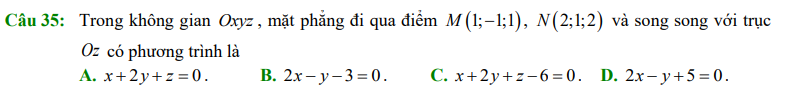 Câu 35: Trong không gian Oxyz, mặt phẳng đi qua điểm M(1;−1;1), N(2;1;2) và song song với trục
Oz có phương trình là
A. x+2y+z=0. B. 2x−y−3=0. C. x+2y+z−6=0. D. 2x−y+5=0.